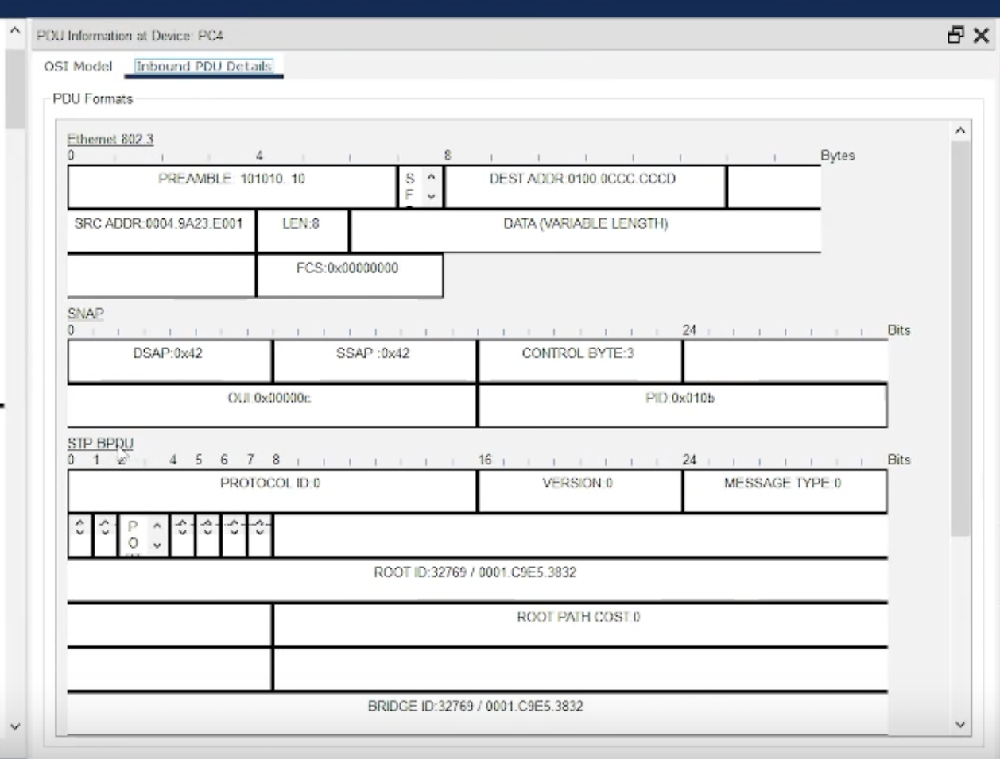 PDU Information at Device: PC4
OSI Model Inbound PDU Details
PDU Formats
Ethernet 802.3
0 4 8 Bytes
PREAMBLE: 101010..10 S F DEST ADDR:0100.0CCC.CCCD
SRC ADDR:0004.9A23.E001 LEN:8 DATA (VARIABLE LENGTH)
FCS:0x00000000
SNAP
0 24 Bits
DSAP:0x42 SSAP :0x42 CONTROL BYTE:3
OUI:0x00000c PID:0x010b
STP BPDU
0 1 2 4 5 6 7 8 16 24 Bits
PROTOCOL ID:0 VERSION:0 MESSAGE TYPE:0
P O
ROOT ID:32769 / 0001.C9E5.3832
ROOT PATH COST:0
BRIDGE ID:32769 / 0001.C9E5.3832